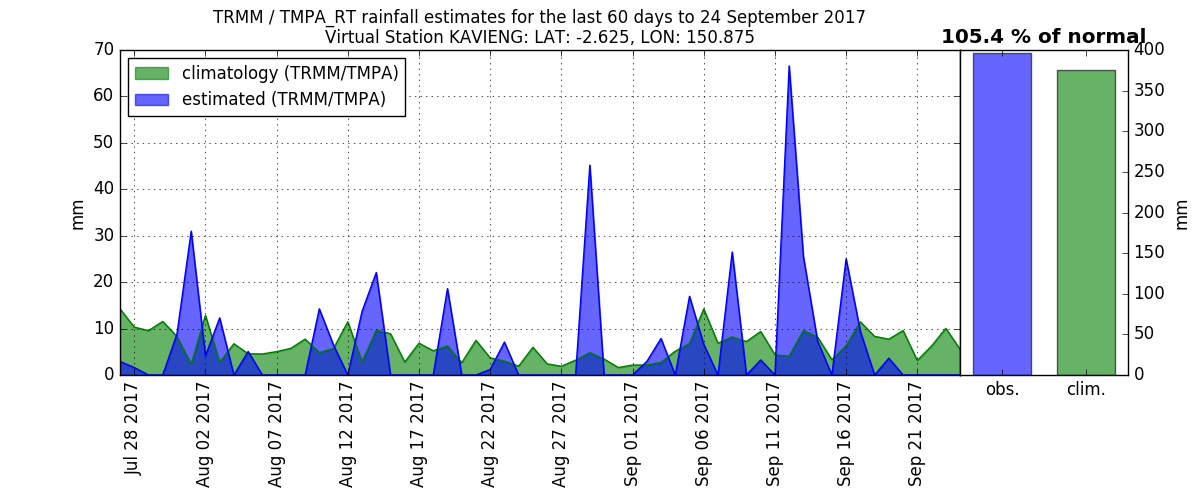 TRMM / TMPA_RT rainfall estimates for the last 60 days to 24 September 2017
Virtual Station KAVIENG: LAT: -2.625, LON: 150.875
105.4 % of normal
climatology (TRMM/TMPA)
estimated (TRMM/TMPA)
70
60
50
40
30
20
10
0
mm
Jul 28 2017
Aug 02 2017
Aug 07 2017
Aug 12 2017
Aug 17 2017
Aug 22 2017
Aug 27 2017
Sep 01 2017
Sep 06 2017
Sep 11 2017
Sep 16 2017
Sep 21 2017
obs.
clim.
400
350
300
250
200
150
100
50
0
mm